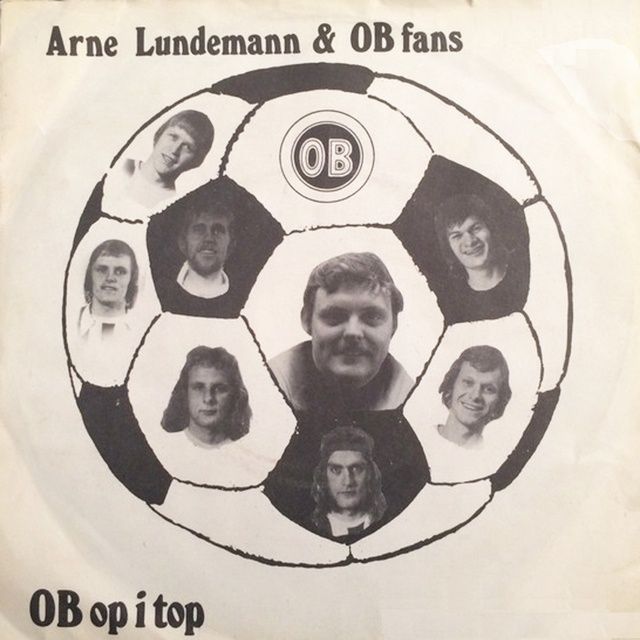 Arne Lundemann & OB fans
OB
OB op i top